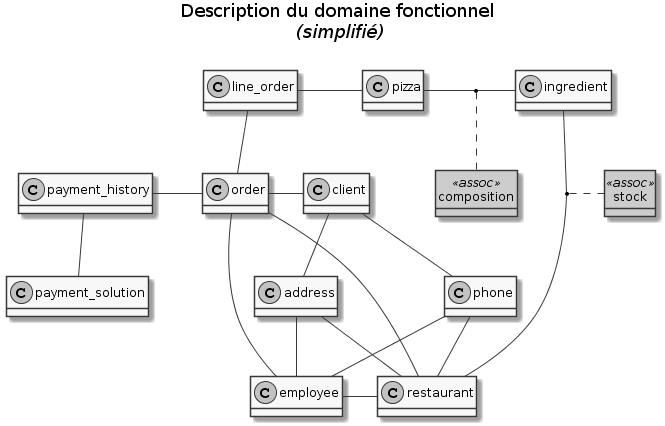 Description du domaine fonctionnel
(simplifié)
C line_order
C pizza
C ingredient
C payment_history
C order
C client
«assoc»
composition
«assoc»
stock
C payment_solution
C address
C phone
C employee
C restaurant